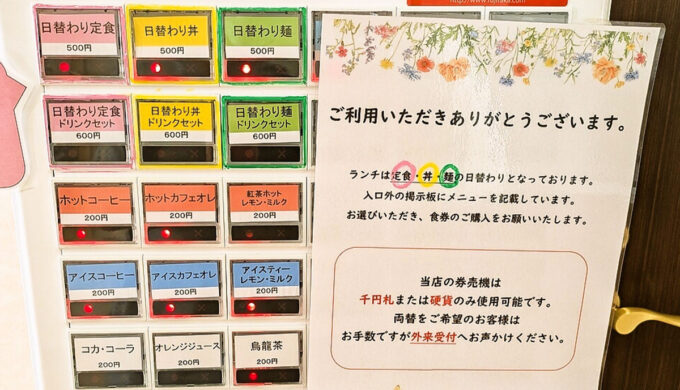 http://www.fujitaka.com
日替わり定食
500円
日替わり丼
500円
日替わり麺
500円
日替わり定食
ドリンクセット
600円
日替わり丼
ドリンクセット
600円
日替わり麺
ドリンクセット
600円
ホットコーヒー
200円
ホットカフェオレ
200円
紅茶ホット
レモン・ミルク
200円
アイスコーヒー
200円
アイスカフェオレ
200円
アイスティー
レモン・ミルク
200円
コカ・コーラ
200円
オレンジジュース
200円
烏龍茶
200円
ご利用いただきありがとうございます。
ランチは定食・丼・麺の日替わりとなっております。
入口外の掲示板にメニューを記載しています。
お選びいただき、食券のご購入をお願いいたします。
当店の券売機は
千円札または硬貨のみ使用可能です。
両替をご希望のお客様は
お手数ですが外来受付へお声かけください。